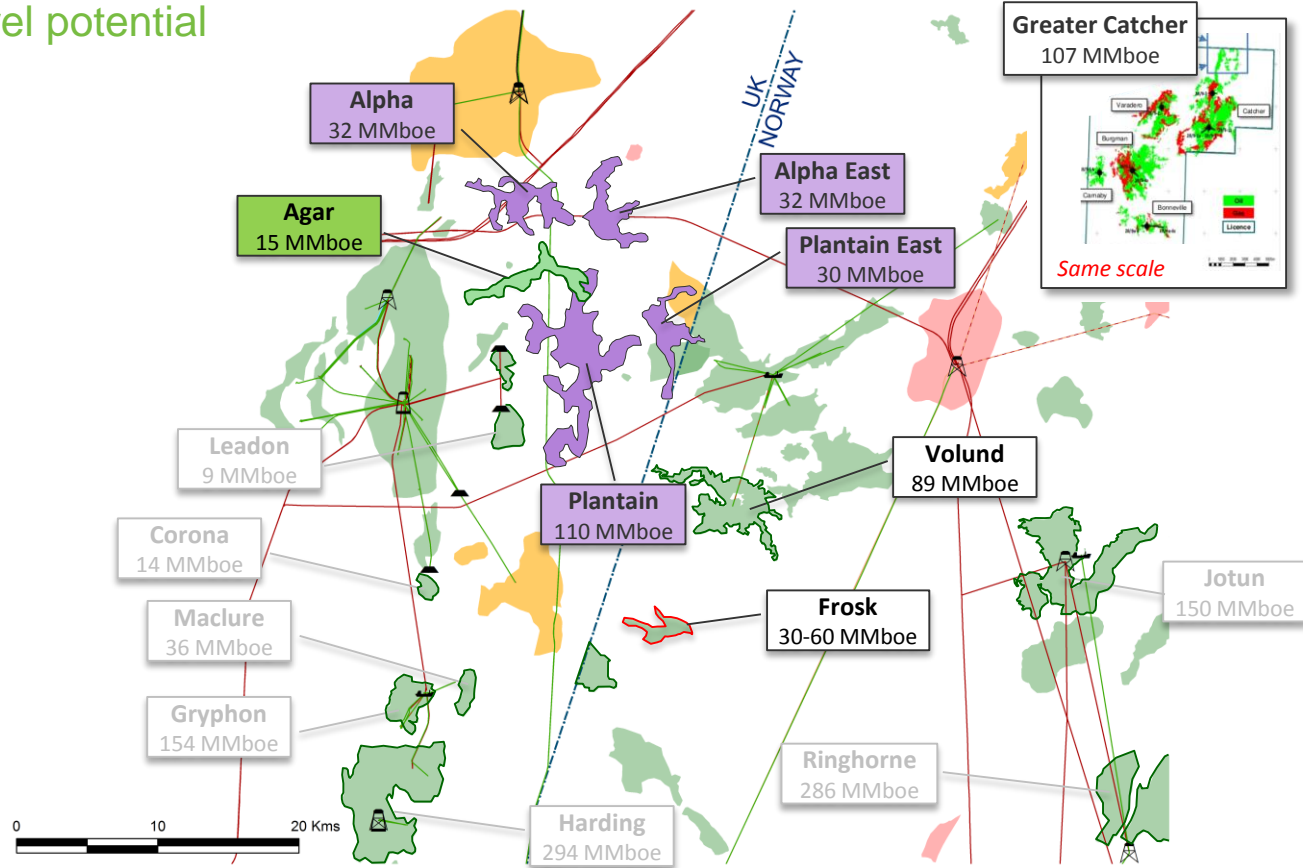 vel potential
Greater Catcher
107 MMboe
Varadero
Catcher
Burgman
Carnaby
Bonneville
Oil
Gas
Licence
Same scale
UK
NORWAY
Alpha
32 MMboe
Alpha East
32 MMboe
Agar
15 MMboe
Plantain East
30 MMboe
Leadon
9 MMboe
Volund
89 MMboe
Plantain
110 MMboe
Corona
14 MMboe
Jotun
150 MMboe
Frosk
30-60 MMboe
Maclure
36 MMboe
Gryphon
154 MMboe
Ringhorne
286 MMboe
Harding
294 MMboe
0 10 20 Kms